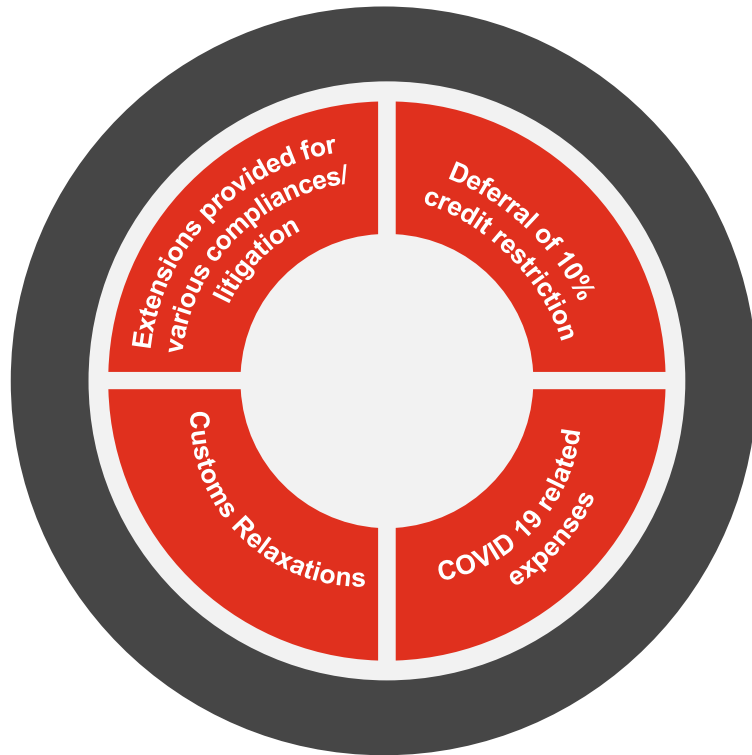 Extensions provided for
various compliances/
litigation
Deferral of 10%
credit restriction
Customs Relaxations
COVID 19 related
expenses